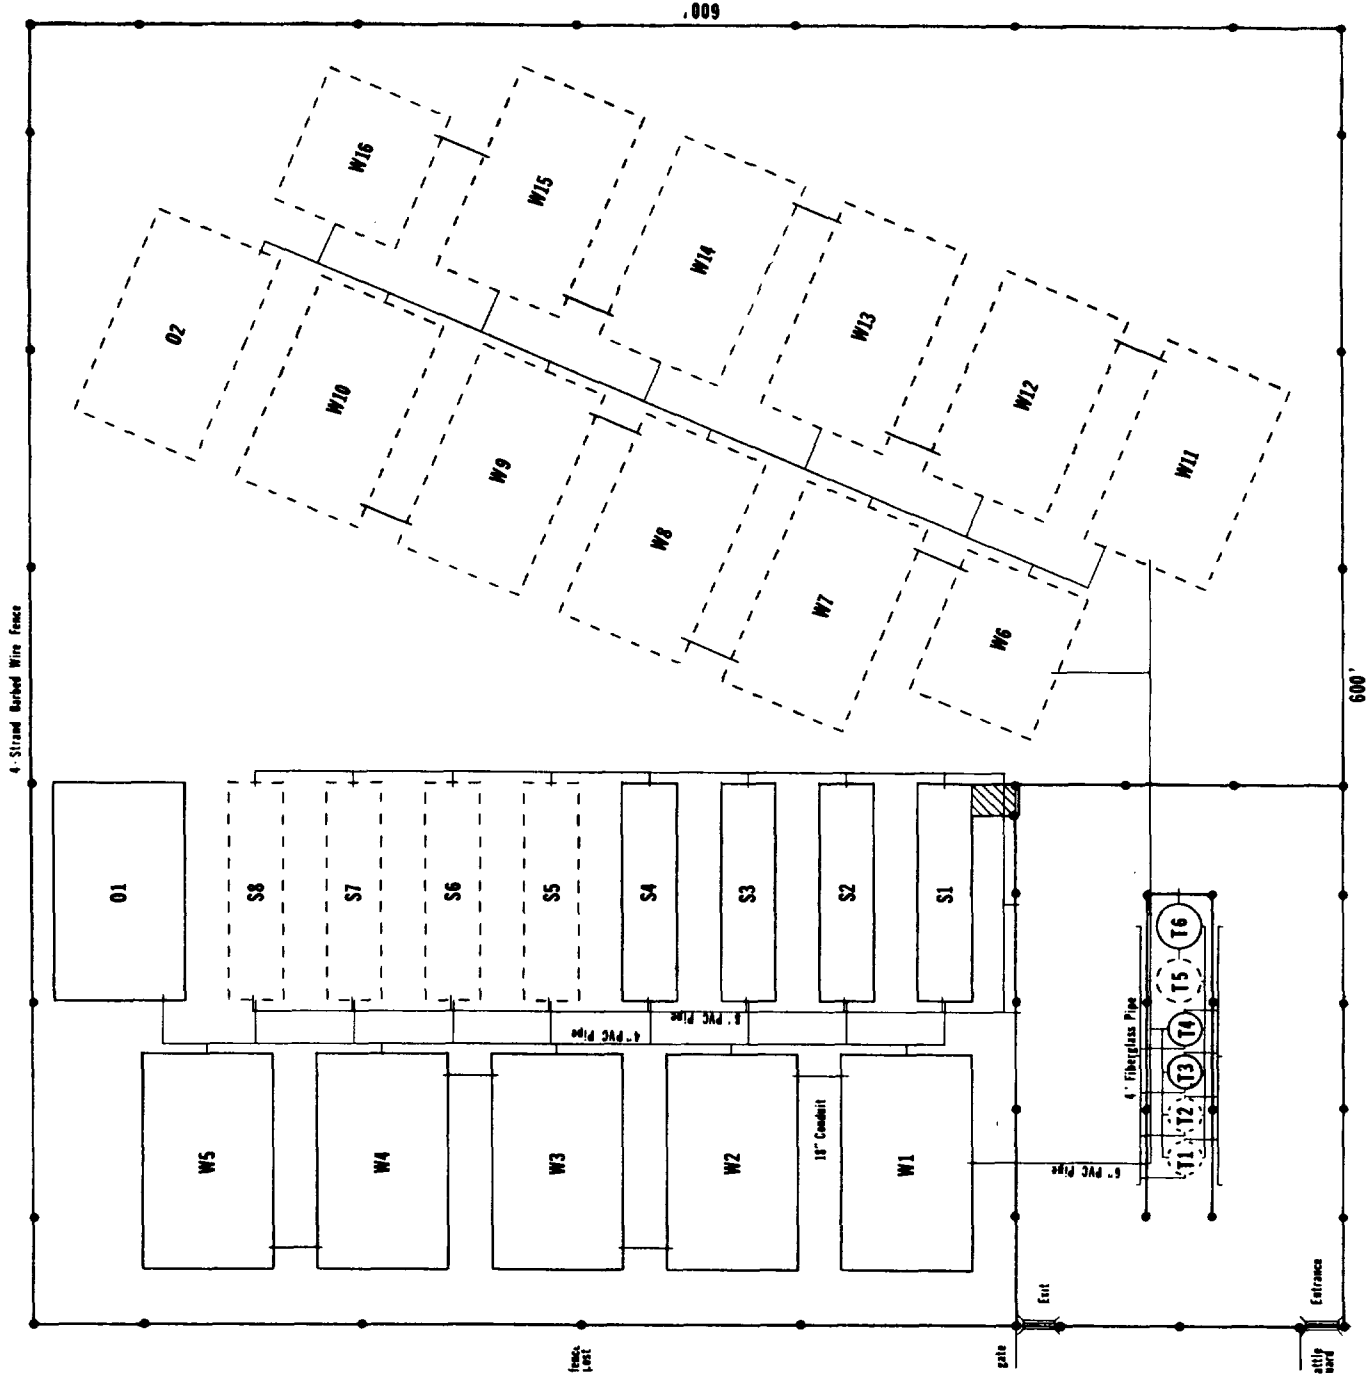 600'
4-Strand Barbed Wire Fence
W16
W15
W14
W13
W12
W11
O2
W10
W9
W8
W7
W6
600'
O1
S8
S7
S6
S5
S4
S3
S2
S1
8" PVC Pipe
4" PVC Pipe
W5
W4
W3
W2
W1
18" Conduit
6" PVC Pipe
4' Fiberglass Pipe
T6
T5
T4
T3
T2
T1
Exit
Entrance
fence
post
gate